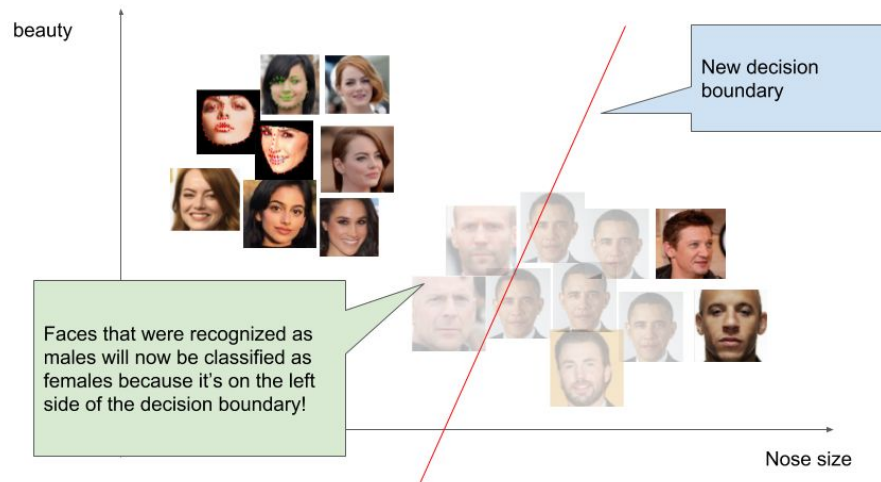 beauty
New decision
boundary
Faces that were recognized as
males will now be classified as
females because it's on the left
side of the decision boundary!
Nose size